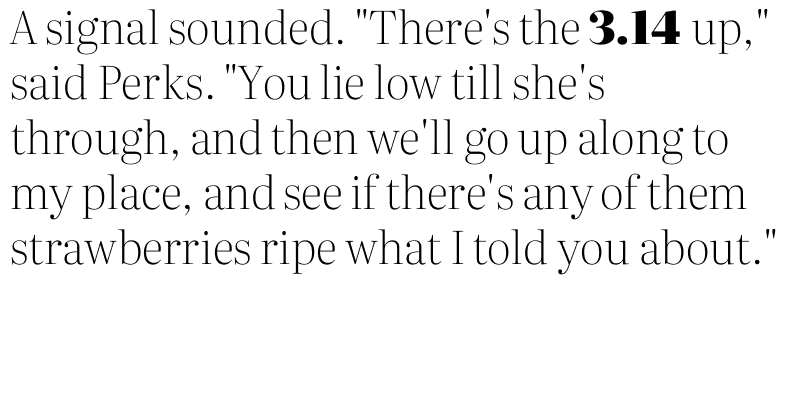 A signal sounded. "There's the 3.14 up,"
said Perks. "You lie low till she's
through, and then we'll go up along to
my place, and see if there's any of them
strawberries ripe what I told you about."